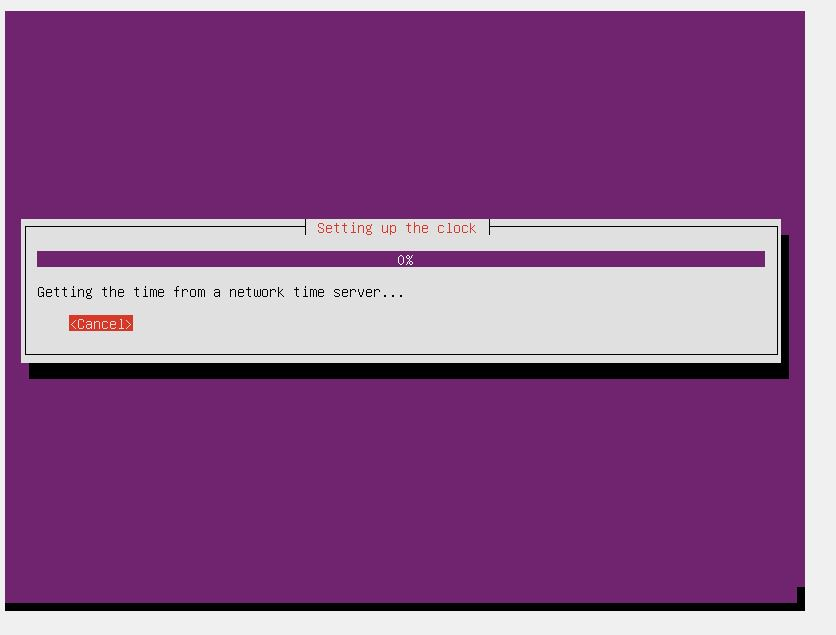 Setting up the clock
0%
Getting the time from a network time server...
<Cancel>